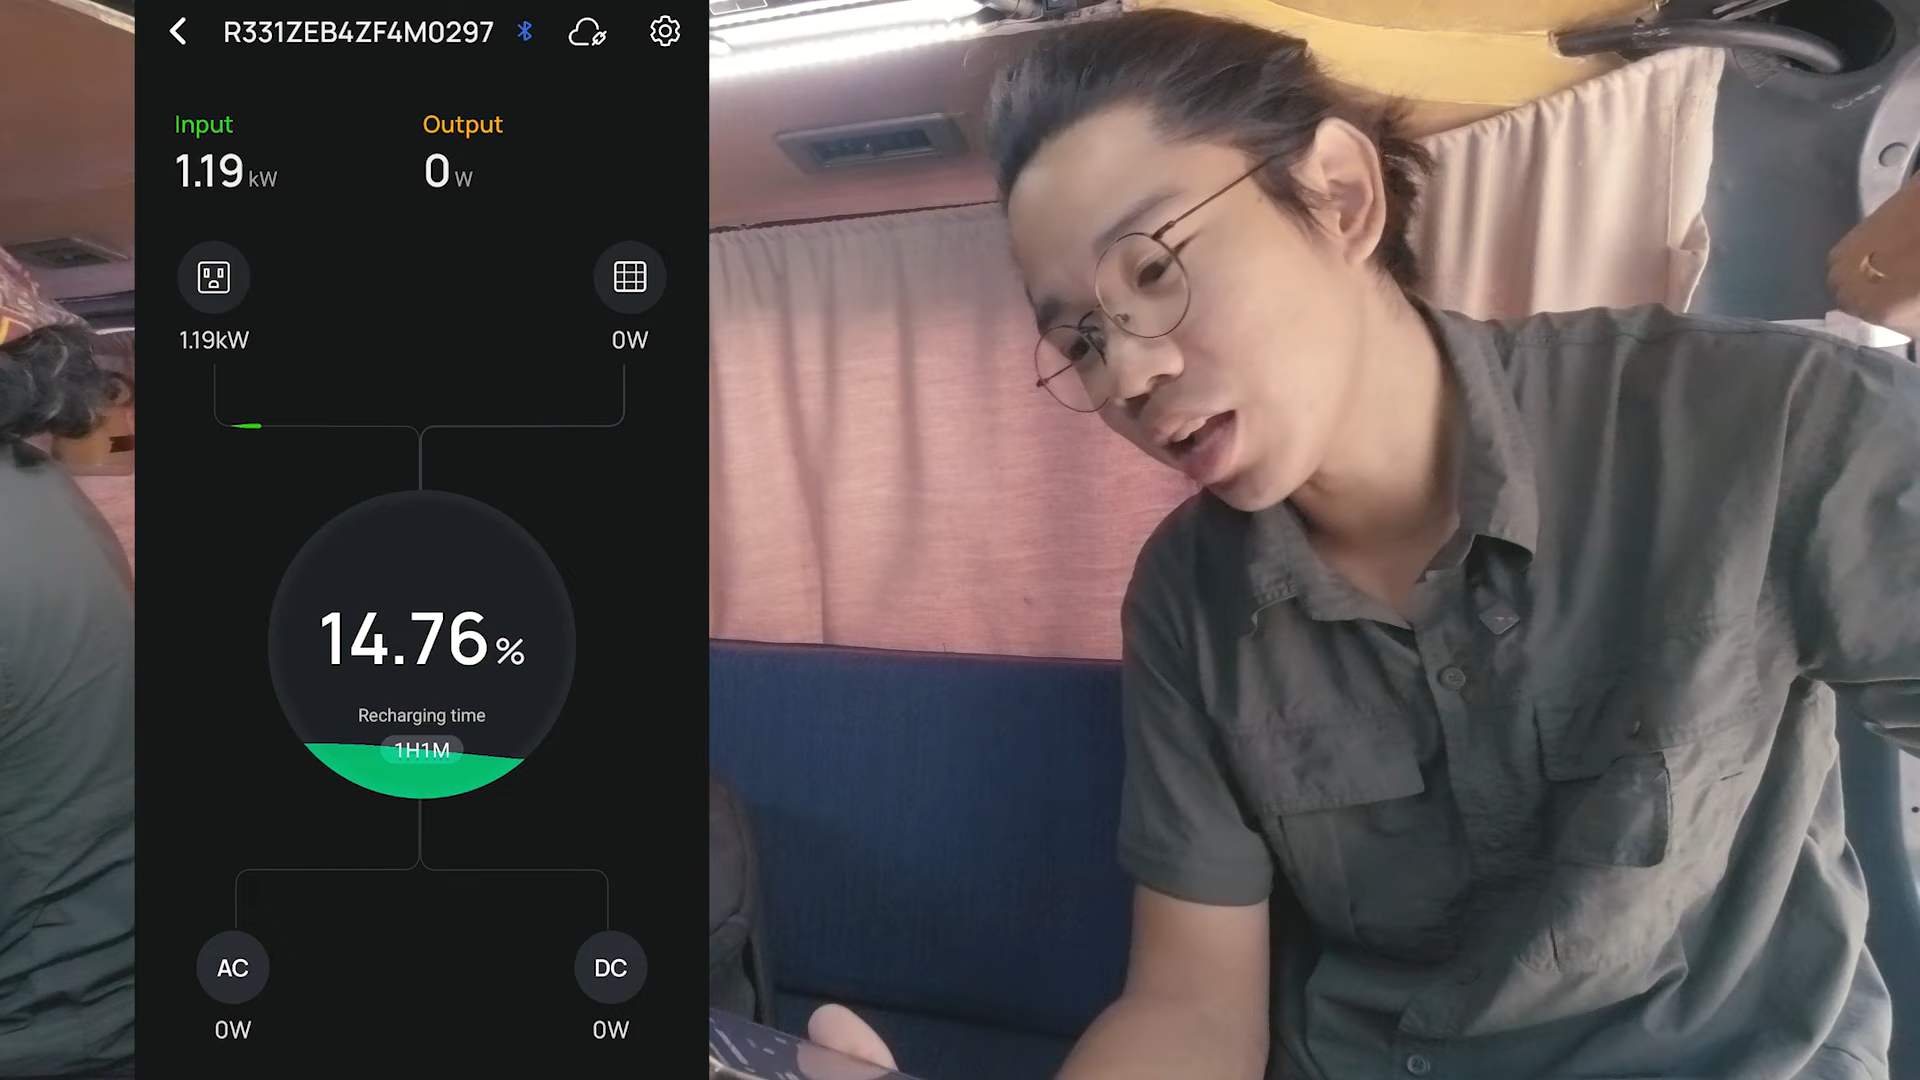 R331ZEB4ZF4M0297
Input Output
1.19 kW 0 W
1.19kW 0W
14.76 %
Recharging time
1H1M
AC DC
0W 0W